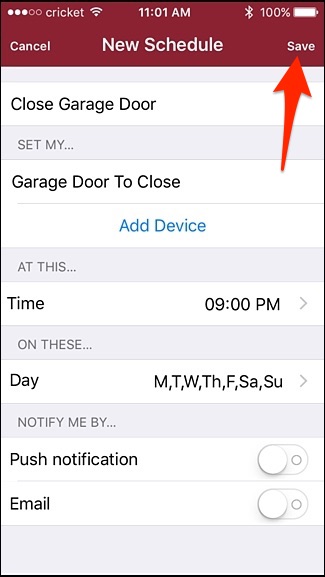 cricket 11:01 AM 100%
Cancel New Schedule Save
Close Garage Door
SET MY...
Garage Door To Close
Add Device
AT THIS...
Time 09:00 PM
ON THESE...
Day M,T,W,Th,F,Sa,Su
NOTIFY ME BY...
Push notification
Email